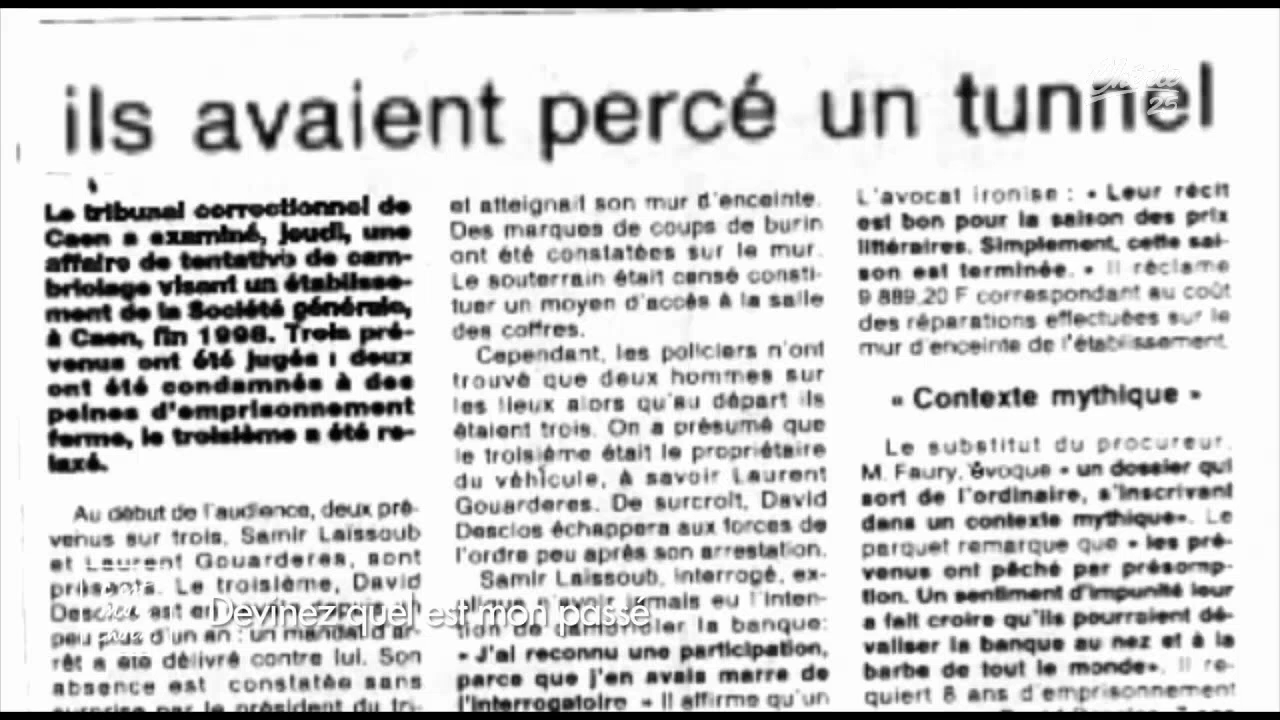 ils avaient percé un tunnel
Le tribunal correctionnel de
Caen a examiné, jeudi, une
affaire de tentative de cam-
briolage visant un établisse-
ment de la Société générale,
à Caen, fin 1996. Trois pré-
venus ont été jugés : deux
ont été condamnés à des
peines d'emprisonnement
ferme, le troisième a été re-
laxé.
Au début de l'audience, deux pré-
venus sur trois, Samir Laïssoub
et Laurent Gouarderes, sont
présents. Le troisième, David
peu plus d'un an : un mandat d'ar-
rêt a été délivré contre lui. Son
absence est constatée sans
surprise par le président du tri-
et atteignait son mur d'enceinte.
Des marques de coups de burin
ont été constatées sur le mur.
Le souterrain était censé consti-
tuer un moyen d'accès à la salle
des coffres.
Cependant, les policiers n'ont
trouvé que deux hommes sur
les lieux alors qu'au départ ils
étaient trois. On a présumé que
le troisième était le propriétaire
du véhicule, à savoir Laurent
Gouarderes. De surcroît, David
Desclos échappera aux forces de
l'ordre peu après son arrestation.
Samir Laïssoub, interrogé, ex-
plique n'avoir jamais eu l'inten-
tion de cambrioler la banque:
« J'ai reconnu une participation,
parce que j'en avais marre de
l'interrogatoire » Il affirme qu'un
L'avocat ironise : « Leur récit
est bon pour la saison des prix
littéraires. Simplement, cette sai-
son est terminée. » Il réclame
9 889,20 F correspondant au coût
des réparations effectuées sur le
mur d'enceinte de l'établissement.
« Contexte mythique »
Le substitut du procureur,
M. Faury, évoque « un dossier qui
sort de l'ordinaire, s'inscrivant
dans un contexte mythique». Le
parquet remarque que « les pré-
venus ont péché par présomp-
tion. Un sentiment d'impunité leur
a fait croire qu'ils pourraient dé-
valiser la banque au nez et à la
barbe de tout le monde». Il re-
quiert 8 ans d'emprisonnement
Devinez quel est mon passé
Chérie
25